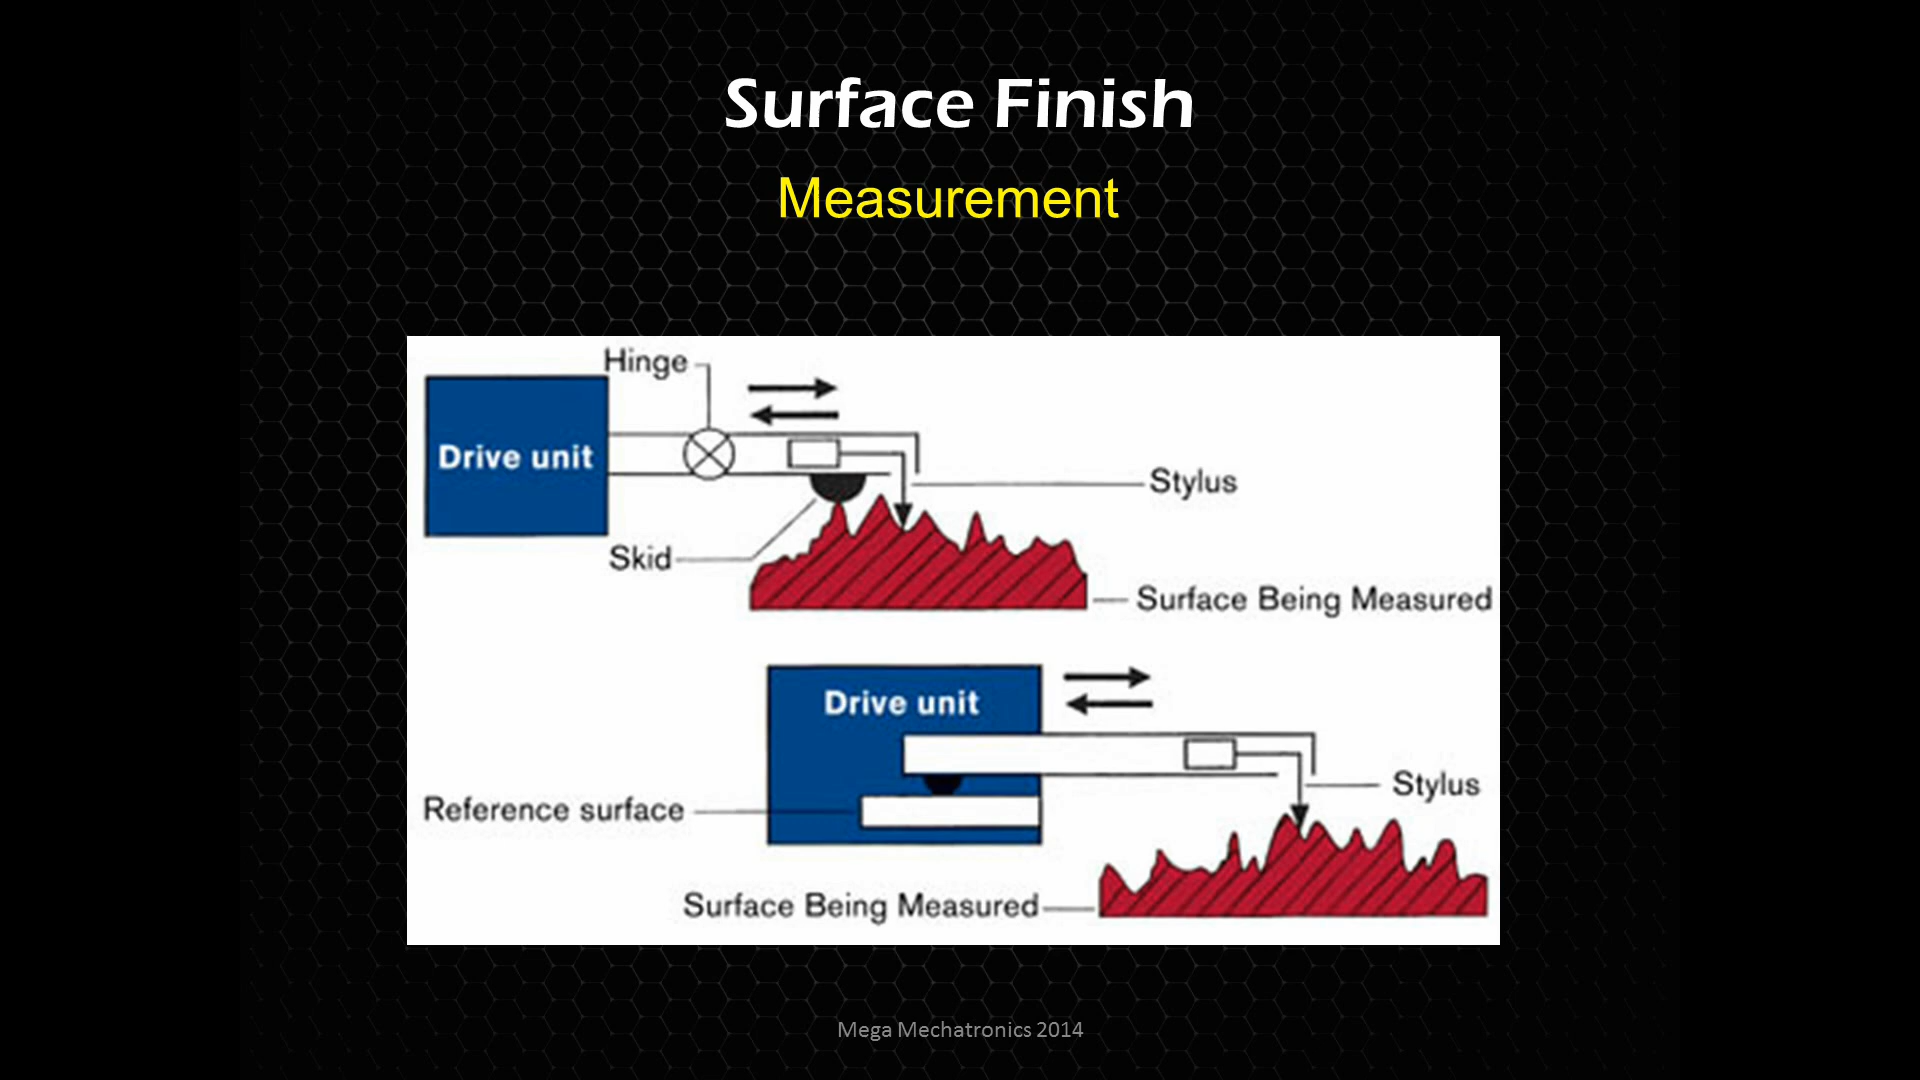 Surface Finish
Measurement
Hinge
Drive unit
Stylus
Skid
Surface Being Measured
Drive unit
Stylus
Reference surface
Surface Being Measured
Mega Mechatronics 2014